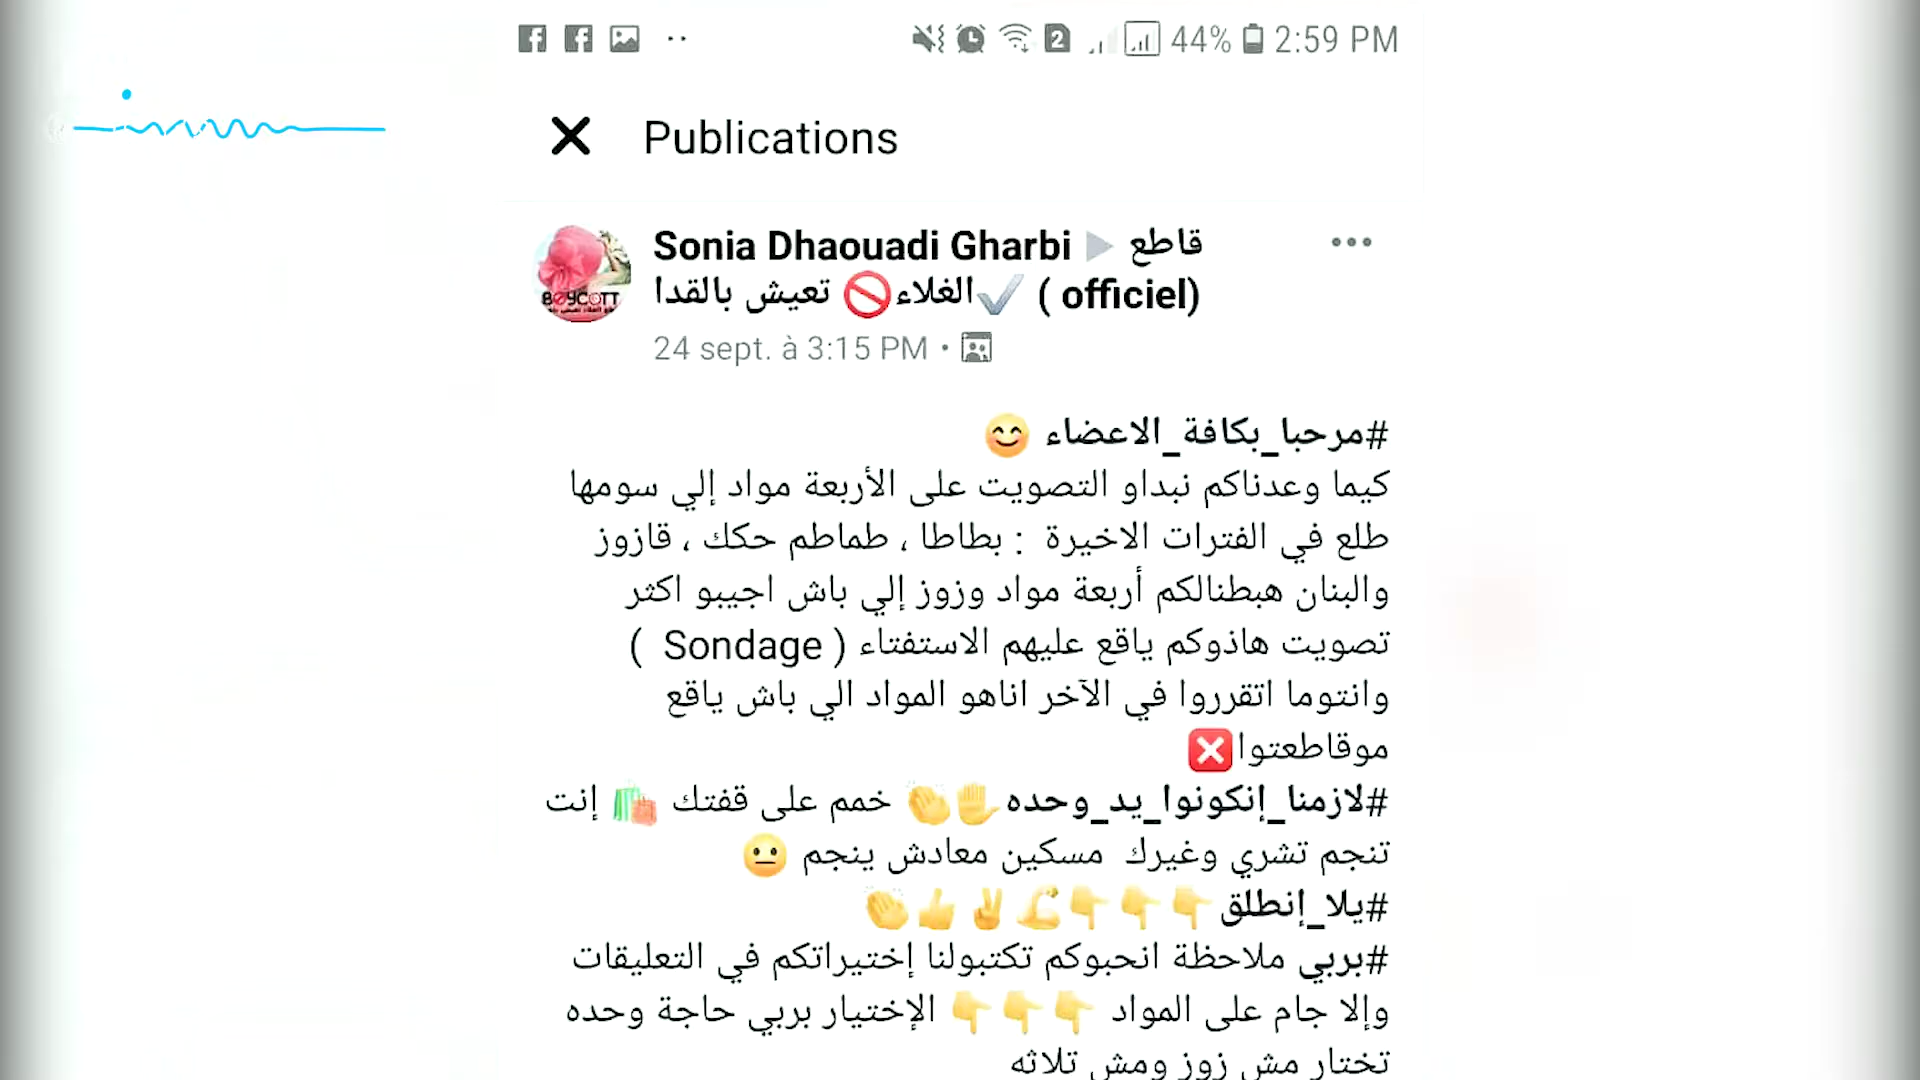 44% 2:59 PM
Publications
Sonia Dhaouadi Gharbi ▶ قاطع
الغلاء🚫 تعيش بالقدا✔ ( officiel)
24 sept. à 3:15 PM •
BOYCOTT
#مرحبا_بكافة_الاعضاء 😊
كيما وعدناكم نبداو التصويت على الأربعة مواد إلي سومها
طلع في الفترات الاخيرة : بطاطا ، طماطم حكك ، قازوز
والبنان هبطنالكم أربعة مواد وزوز إلي باش اجيبو اكثر
تصويت هاذوكم ياقع عليهم الاستفتاء ( Sondage )
وانتوما اتقرروا في الآخر اناهو المواد الي باش ياقع
موقاطعتوا❌
#لازمنا_إنكونوا_يد_وحده✋👏 خمم على قفتك 🛍 إنت
تنجم تشري وغيرك مسكين معادش ينجم 😐
#يلا_إنطلق👇👇👇💪✌👍👏
#بربي ملاحظة انحبوكم تكتبولنا إختيراتكم في التعليقات
وإلا جام على المواد 👇👇👇 الإختيار بربي حاجة وحده
تختار مش زوز ومش تلاثه